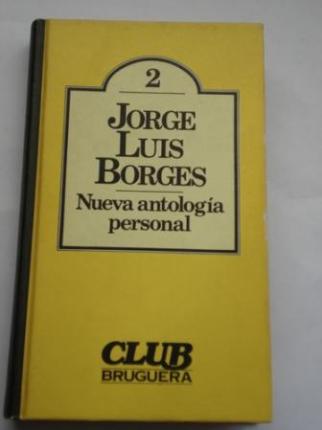 2
JORGE
LUIS
BORGES
Nueva antología
personal
CLUB
BRUGUERA